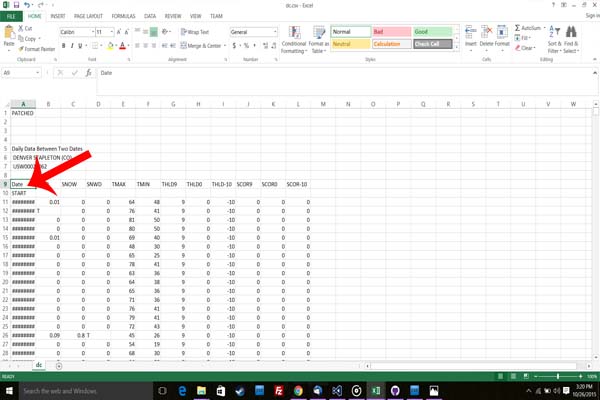 dc.csv - Excel
Sign in
FILE HOME INSERT PAGE LAYOUT FORMULAS DATA REVIEW VIEW TEAM
Paste
Cut
Copy
Format Painter
Clipboard
Calibri 11
B I U
Font
Wrap Text
Merge & Center
Alignment
General
$ % ,
Number
Conditional Formatting
Format as Table
Normal Bad Good
Neutral Calculation Check Cell
Styles
Insert Delete Format
Cells
AutoSum
Fill
Clear
Sort & Filter
Find & Select
Editing
A9 fx Date
A B C D E F G H I J K L M N O P Q R S T U V W
1 PATCHED
2
3
4
5 Daily Data Between Two Dates
6 DENVER STAPLETON (CO)
7
8
9 Date SNOW SNWD TMAX TMIN THLD9 THLD0 THLD-10 SCOR9 SCOR0 SCOR-10
10 START
11 ######## 0.01 0 0 64 48 9 0 -10 0 0 0
12 ######## T 0 0 76 41 9 0 -10 0 0 0
13 ######## 0 0 0 81 50 9 0 -10 0 0 0
14 ######## 0 0 0 80 50 9 0 -10 0 0 0
15 ######## 0.01 0 0 69 40 9 0 -10 0 0 0
16 ######## 0 0 0 48 30 9 0 -10 0 0 0
17 ######## 0 0 0 65 25 9 0 -10 0 0 0
18 ######## 0 0 0 78 41 9 0 -10 0 0 0
19 ######## 0 0 0 63 36 9 0 -10 0 0 0
20 ######## 0 0 0 64 38 9 0 -10 0 0 0
21 ######## 0 0 0 65 36 9 0 -10 0 0 0
22 ######## 0 0 0 71 36 9 0 -10 0 0 0
23 ######## 0 0 0 76 41 9 0 -10 0 0 0
24 ######## 0 0 0 79 41 9 0 -10 0 0 0
25 ######## 0 0 0 72 43 9 0 -10 0 0 0
26 ######## 0.09 0.8 T 45 26 9 0 -10 0 0 0
27 ######## 0 0 0 54 19 9 0 -10 0 0 0
28 ######## 0 0 0 68 30 9 0 -10 0 0 0
dc
READY 100%
Search the web and Windows
3:20 PM
10/26/2015